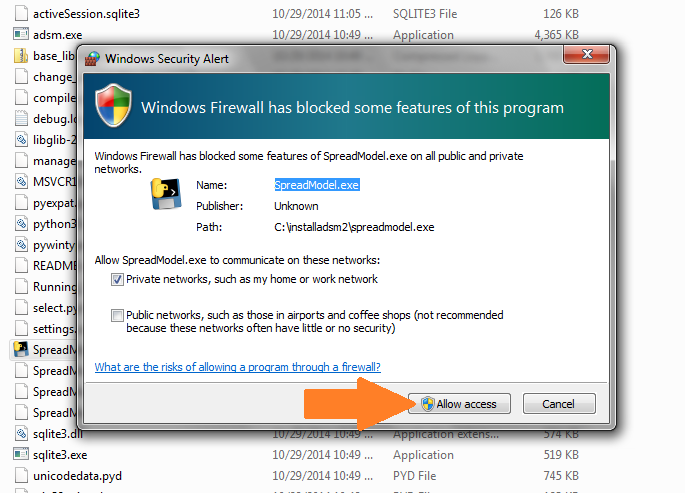 activeSession.sqlite3 10/29/2014 11:05 ... SQLITE3 File 126 KB
adsm.exe 10/29/2014 10:49 ... Application 4,365 KB
base_lib
Windows Security Alert
change_
compile
debug.lo
libglib-2
manage
MSVCR1
pyexpat.
python3
pywinty
README
Running
select.py
settings.
SpreadM
SpreadM
SpreadM
SpreadM
Windows Firewall has blocked some features of this program
Windows Firewall has blocked some features of SpreadModel.exe on all public and private
networks.
Name: SpreadModel.exe
Publisher: Unknown
Path: C:\installadsm2\spreadmodel.exe
Allow SpreadModel.exe to communicate on these networks:
Private networks, such as my home or work network
Public networks, such as those in airports and coffee shops (not recommended
because these networks often have little or no security)
What are the risks of allowing a program through a firewall?
Allow access Cancel
sqlite3.dll 10/29/2014 10:49 ... Application extens... 574 KB
sqlite3.exe 10/29/2014 10:49 ... Application 519 KB
unicodedata.pyd 10/29/2014 10:49 ... PYD File 745 KB